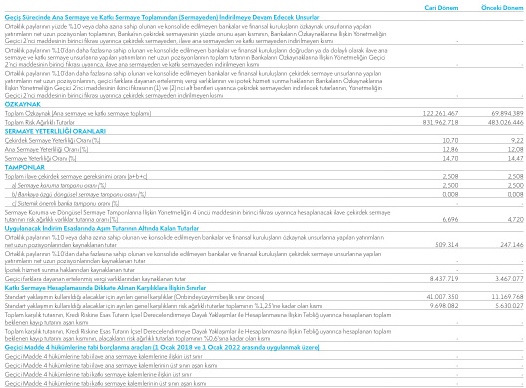 Cari Dönem Önceki Dönem
Geçiş Sürecinde Ana Sermaye ve Katkı Sermaye Toplamından (Sermayeden) İndirilmeye Devam Edecek Unsurlar
Ortaklık paylarının yüzde %10 veya daha azına sahip olunan ve konsolide edilmeyen bankalar ve finansal kuruluşların özkaynak unsurlarına yapılan
yatırımların net uzun pozisyonları toplamının, Bankanın çekirdek sermayesinin yüzde onunu aşan kısmının, Bankaların Özkaynaklarına İlişkin Yönetmeliğin
Geçici 2'nci maddesinin birinci fıkrası uyarınca çekirdek sermayeden, ilave ana sermayeden ve katkı sermayeden indirilmeyen kısmı - -
Ortaklık paylarının %10'dan daha fazlasına sahip olunan ve konsolide edilmeyen bankalar ve finansal kuruluşların doğrudan ya da dolaylı olarak ilave ana
sermaye ve katkı sermaye unsurlarına yapılan yatırımların net uzun pozisyonlarının toplam tutarının Bankaların Özkaynaklarına İlişkin Yönetmeliğin Geçici
2'nci maddesinin birinci fıkrası uyarınca, ilave ana sermayeden ve katkı sermayeden indirilmeyen kısmı - -
Ortaklık paylarının %10'dan daha fazlasına sahip olunan ve konsolide edilmeyen bankalar ve finansal kuruluşların çekirdek sermaye unsurlarına yapılan
yatırımların net uzun pozisyonlarının, geçici farklara dayanan ertelenmiş vergi varlıklarının ve ipotek hizmeti sunma haklarının Bankaların Özkaynaklarına
İlişkin Yönetmeliğin Geçici 2'nci maddesinin ikinci fıkrasının (1) ve (2)'nci alt bentleri uyarınca çekirdek sermayeden indirilecek tutarlarının, Yönetmeliğin
Geçici 2'nci maddesinin birinci fıkrası uyarınca çekirdek sermayeden indirilmeyen kısmı - -
ÖZKAYNAK
Toplam Özkaynak (Ana sermaye ve katkı sermaye toplamı) 122.261.467 69.894.389
Toplam Risk Ağırlıklı Tutarlar 831.962.718 483.026.446
SERMAYE YETERLİLİĞİ ORANLARI
Çekirdek Sermaye Yeterliliği Oranı (%) 10,70 9,22
Ana Sermaye Yeterliliği Oranı (%) 12,86 12,08
Sermaye Yeterliliği Oranı (%) 14,70 14,47
TAMPONLAR
Toplam ilave çekirdek sermaye gereksinimi oranı (a+b+c) 2,508 2,508
a) Sermaye koruma tamponu oranı (%) 2,500 2,500
b) Bankaya özgü döngüsel sermaye tamponu oranı (%) 0,008 0,008
c) Sistemik önemli banka tamponu oranı (%) - -
Sermaye Koruma ve Döngüsel Sermaye Tamponlarına İlişkin Yönetmeliğin 4 üncü maddesinin birinci fıkrası uyarınca hesaplanacak ilave çekirdek sermaye
tutarının risk ağırlıklı varlıklar tutarına oranı (%) 6,696 4,720
Uygulanacak İndirim Esaslarında Aşım Tutarının Altında Kalan Tutarlar
Ortaklık paylarının %10 veya daha azına sahip olunan ve konsolide edilmeyen bankalar ve finansal kuruluşların özkaynak unsurlarına yapılan yatırımların
net uzun pozisyonlarından kaynaklanan tutar 509.314 247.146
Ortaklık paylarının %10'dan daha fazlasına sahip olunan ve konsolide edilmeyen bankalar ve finansal kuruluşların çekirdek sermaye unsurlarına yapılan
yatırımların net uzun pozisyonlarından kaynaklanan tutar - -
İpotek hizmeti sunma haklarından kaynaklanan tutar - -
Geçici farklara dayanan ertelenmiş vergi varlıklarından kaynaklanan tutar 8.437.719 3.467.077
Katkı Sermaye Hesaplamasında Dikkate Alınan Karşılıklara İlişkin Sınırlar
Standart yaklaşımın kullanıldığı alacaklar için ayrılan genel karşılıklar (Onbindeyüzyirmibeşlik sınır öncesi) 41.007.350 11.169.768
Standart yaklaşımın kullanıldığı alacaklar için ayrılan genel karşılıkların risk ağırlıklı tutarlar toplamının %1,25'ine kadar olan kısmı 9.698.082 5.630.027
Toplam karşılık tutarının, Kredi Riskine Esas Tutarın İçsel Derecelendirmeye Dayalı Yaklaşımlar ile Hesaplanmasına İlişkin Tebliğ uyarınca hesaplanan toplam
beklenen kayıp tutarını aşan kısmı - -
Toplam karşılık tutarının, Kredi Riskine Esas Tutarın İçsel Derecelendirmeye Dayalı Yaklaşımlar ile Hesaplanmasına İlişkin Tebliğ uyarınca hesaplanan toplam
beklenen kayıp tutarını aşan kısmının, alacakların risk ağırlıklı tutarları toplamının %0,6'sına kadar olan kısmı - -
Geçici Madde 4 hükümlerine tabi borçlanma araçları (1 Ocak 2018 ve 1 Ocak 2022 arasında uygulanmak üzere)
Geçici Madde 4 hükümlerine tabi ilave ana sermaye kalemlerine ilişkin üst sınır - -
Geçici Madde 4 hükümlerine tabi ilave ana sermaye kalemlerinin üst sınırı aşan kısmı - -
Geçici Madde 4 hükümlerine tabi katkı sermaye kalemlerine ilişkin üst sınır - -
Geçici Madde 4 hükümlerine tabi katkı sermaye kalemlerinin üst sınırı aşan kısmı - -